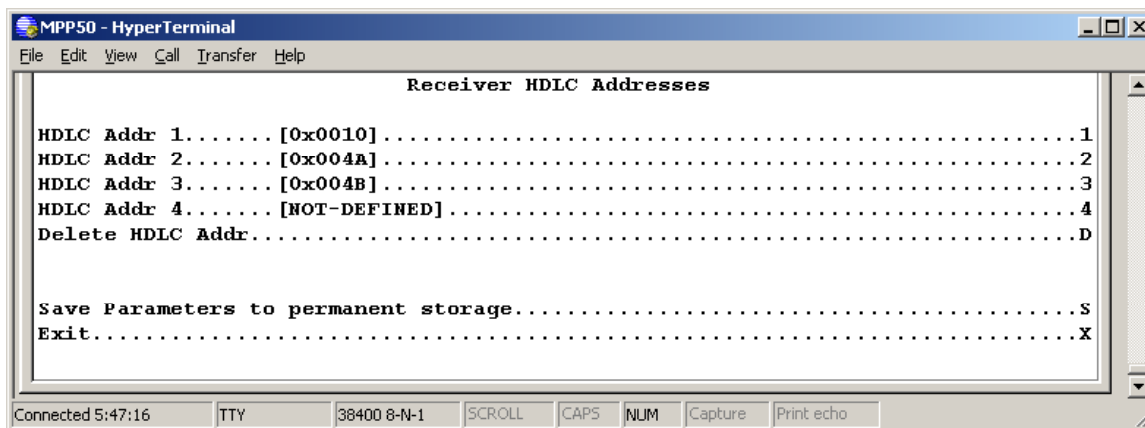 MPP50 - HyperTerminal
File Edit View Call Transfer Help
Receiver HDLC Addresses
HDLC Addr 1.......[0x0010].....................................................1
HDLC Addr 2.......[0x004A].....................................................2
HDLC Addr 3.......[0x004B].....................................................3
HDLC Addr 4.......[NOT-DEFINED]................................................4
Delete HDLC Addr...............................................................D
Save Parameters to permanent storage...........................................S
Exit...........................................................................X
Connected 5:47:16 TTY 38400 8-N-1 SCROLL CAPS NUM Capture Print echo